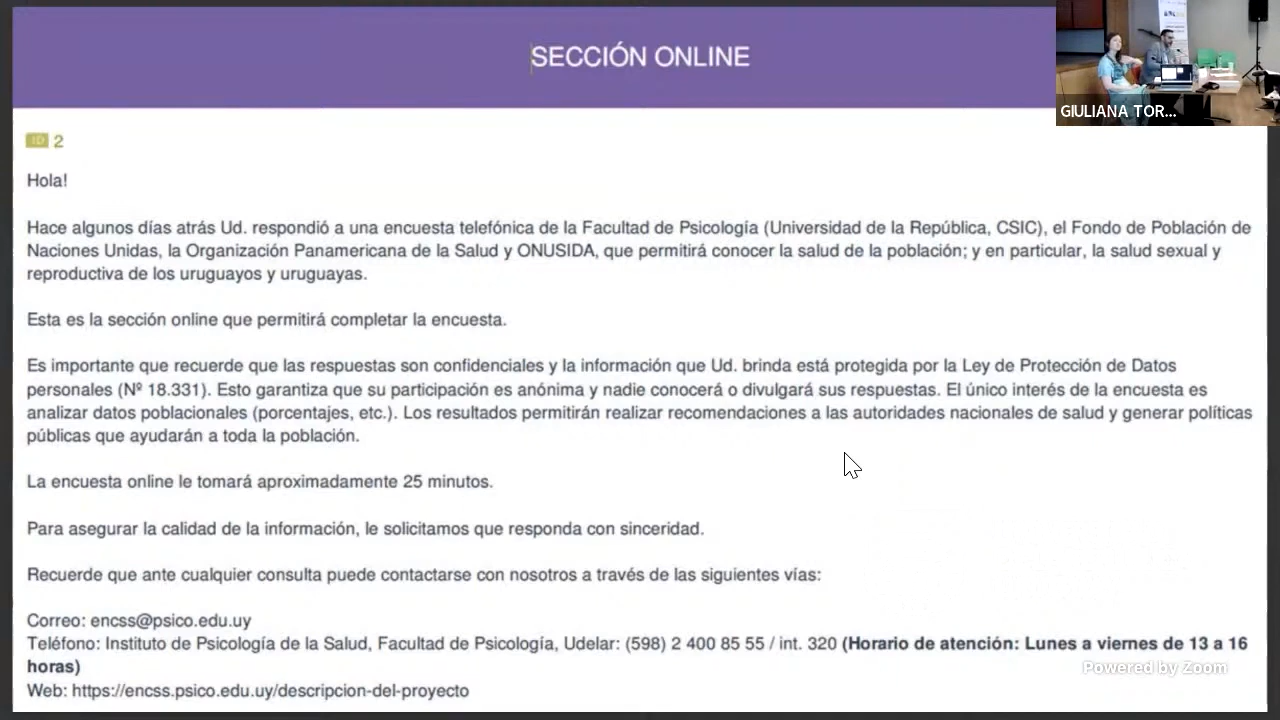 SECCIÓN ONLINE
GIULIANA TOR...
ID 2
Hola!
Hace algunos días atrás Ud. respondió a una encuesta telefónica de la Facultad de Psicología (Universidad de la República, CSIC), el Fondo de Población de
Naciones Unidas, la Organización Panamericana de la Salud y ONUSIDA, que permitirá conocer la salud de la población; y en particular, la salud sexual y
reproductiva de los uruguayos y uruguayas.
Esta es la sección online que permitirá completar la encuesta.
Es importante que recuerde que las respuestas son confidenciales y la información que Ud. brinda está protegida por la Ley de Protección de Datos
personales (Nº 18.331). Esto garantiza que su participación es anónima y nadie conocerá o divulgará sus respuestas. El único interés de la encuesta es
analizar datos poblacionales (porcentajes, etc.). Los resultados permitirán realizar recomendaciones a las autoridades nacionales de salud y generar políticas
públicas que ayudarán a toda la población.
La encuesta online le tomará aproximadamente 25 minutos.
Para asegurar la calidad de la información, le solicitamos que responda con sinceridad.
Recuerde que ante cualquier consulta puede contactarse con nosotros a través de las siguientes vías:
Correo: encss@psico.edu.uy
Teléfono: Instituto de Psicología de la Salud, Facultad de Psicología, Udelar: (598) 2 400 85 55 / int. 320 (Horario de atención: Lunes a viernes de 13 a 16
horas)
Web: https://encss.psico.edu.uy/descripcion-del-proyecto
Powered by Zoom